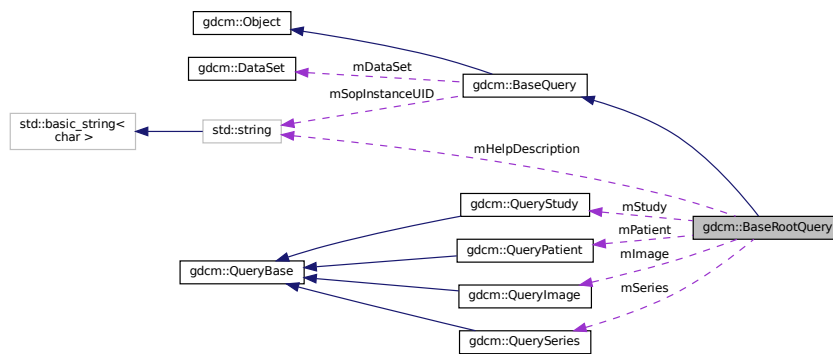 gdcm::Object
gdcm::DataSet
mDataSet
gdcm::BaseQuery
mSopInstanceUID
std::basic_string<
char >
std::string
mHelpDescription
gdcm::QueryStudy
mStudy
gdcm::BaseRootQuery
mPatient
gdcm::QueryPatient
mImage
gdcm::QueryBase
gdcm::QueryImage
mSeries
gdcm::QuerySeries